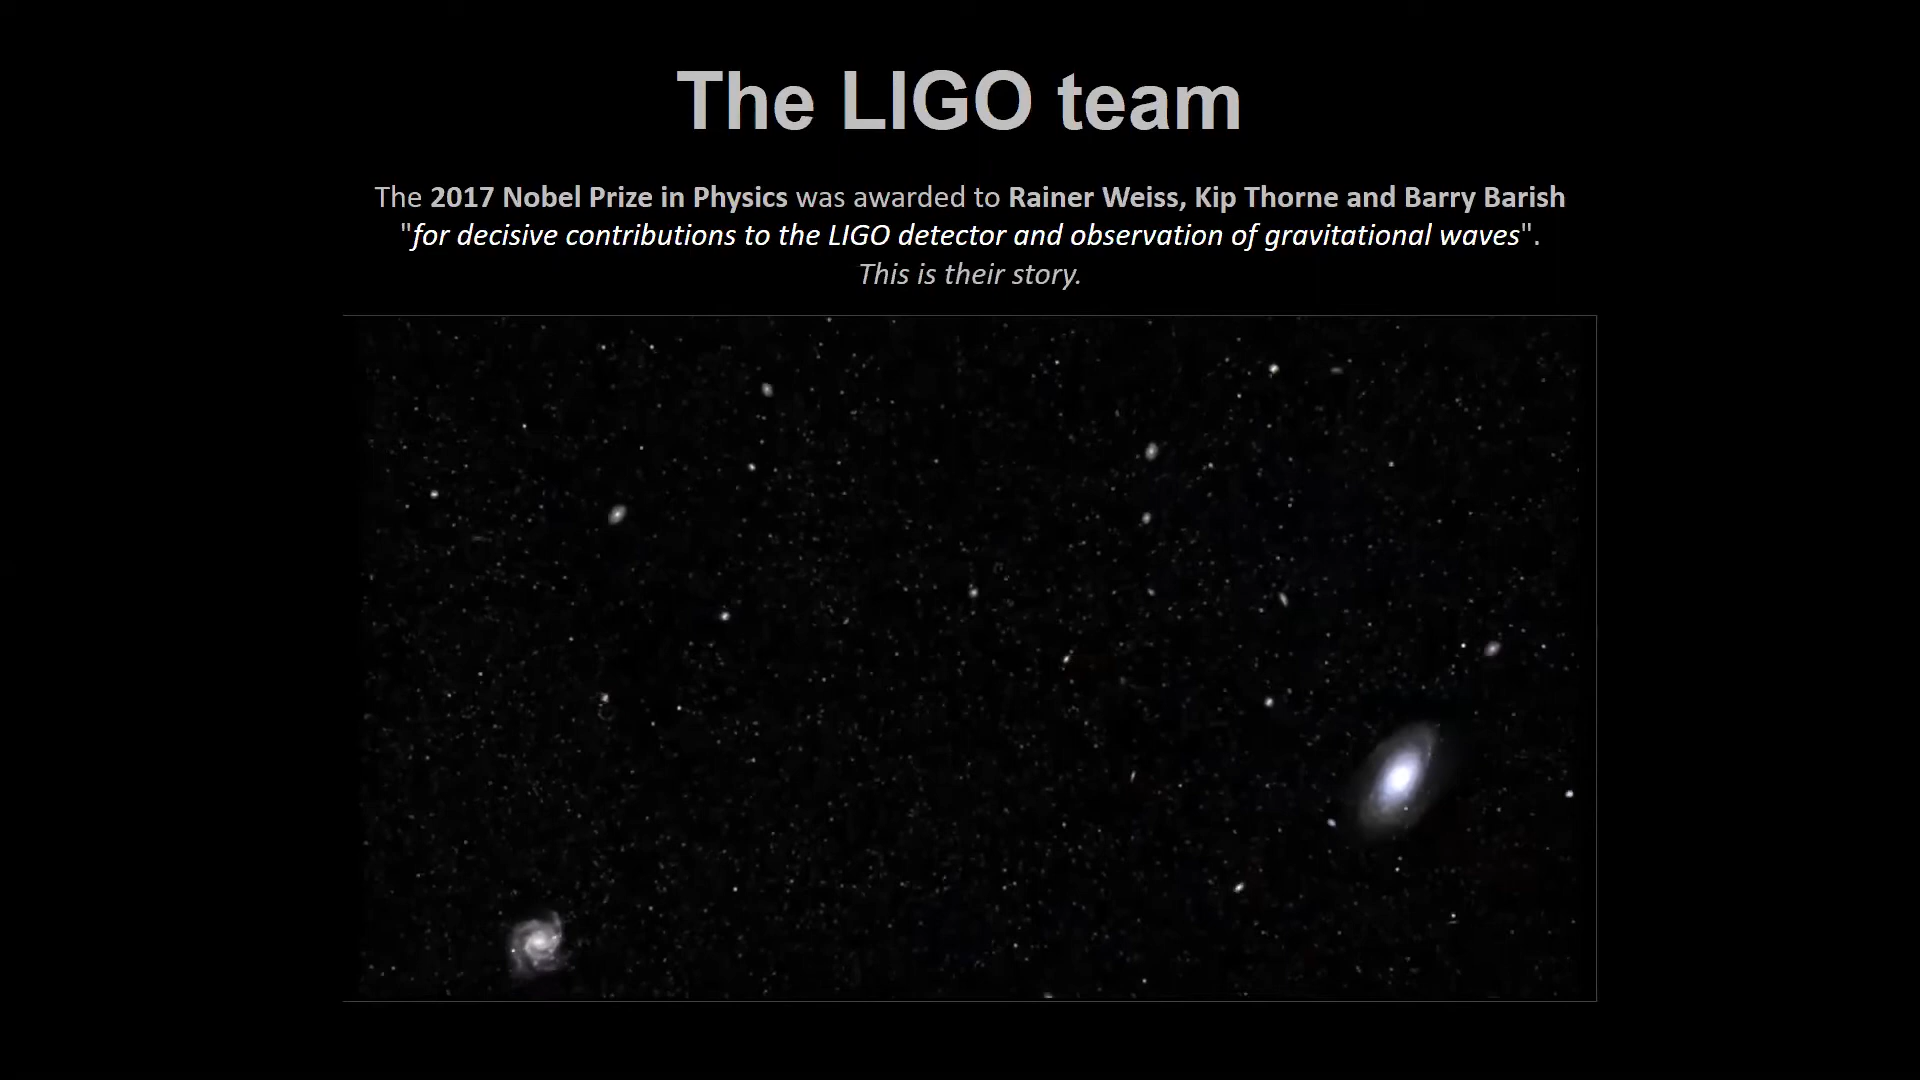 The LIGO team
The 2017 Nobel Prize in Physics was awarded to Rainer Weiss, Kip Thorne and Barry Barish
"for decisive contributions to the LIGO detector and observation of gravitational waves".
This is their story.